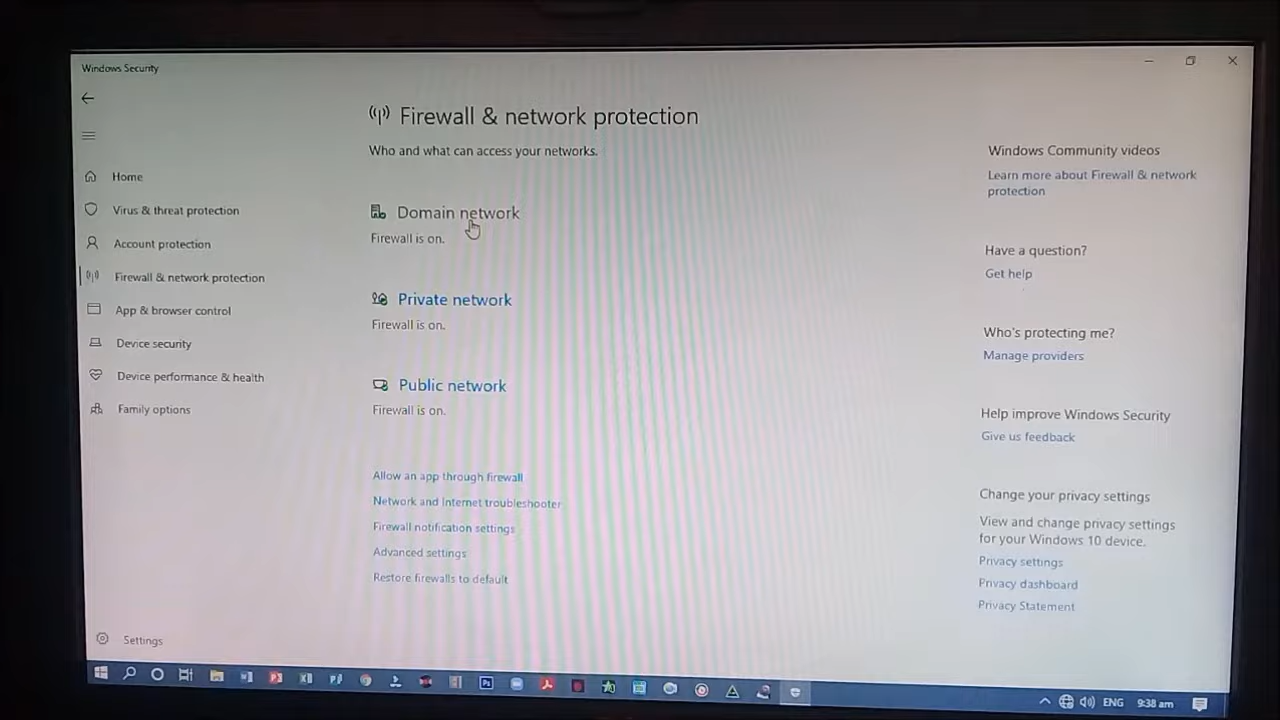 Windows Security
Firewall & network protection
Who and what can access your networks.
Home
Virus & threat protection
Account protection
Firewall & network protection
App & browser control
Device security
Device performance & health
Family options
Settings
Domain network
Firewall is on.
Private network
Firewall is on.
Public network
Firewall is on.
Allow an app through firewall
Network and Internet troubleshooter
Firewall notification settings
Advanced settings
Restore firewalls to default
Windows Community videos
Learn more about Firewall & network
protection
Have a question?
Get help
Who's protecting me?
Manage providers
Help improve Windows Security
Give us feedback
Change your privacy settings
View and change privacy settings
for your Windows 10 device.
Privacy settings
Privacy dashboard
Privacy Statement
Ps
ENG
9:38 am